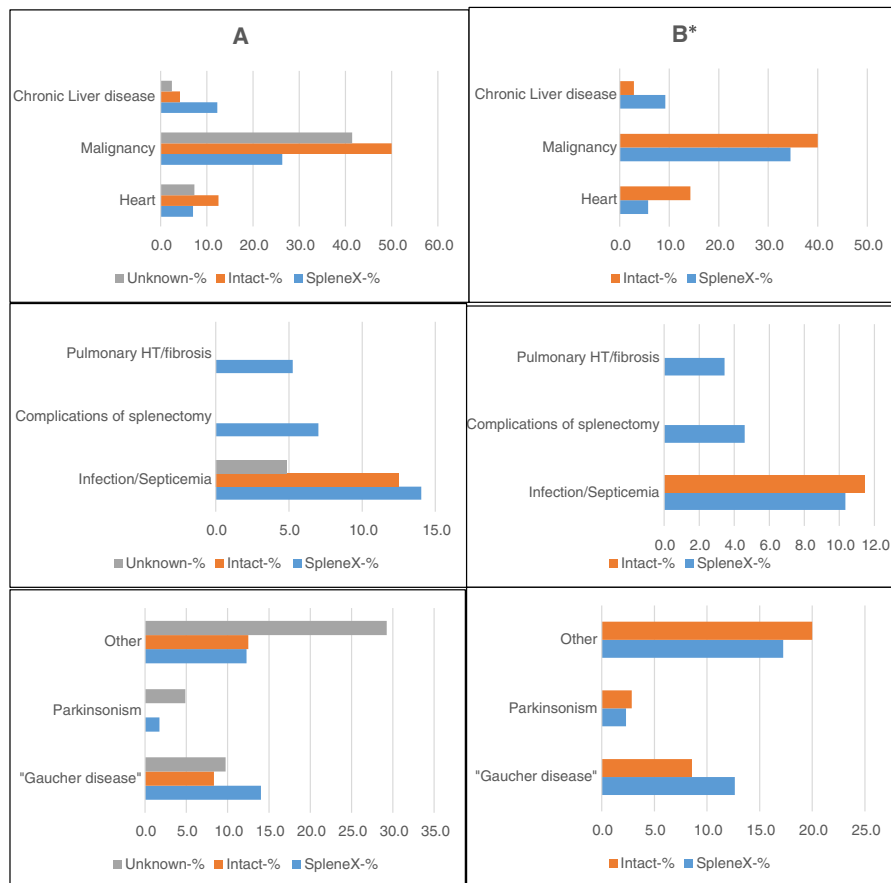 A
Chronic Liver disease
Malignancy
Heart
0.0 10.0 20.0 30.0 40.0 50.0 60.0
Unknown-% Intact-% SpleneX-%
B*
Chronic Liver disease
Malignancy
Heart
0.0 10.0 20.0 30.0 40.0 50.0
Intact-% SpleneX-%
Pulmonary HT/fibrosis
Complications of splenectomy
Infection/Septicemia
0.0 5.0 10.0 15.0
Unknown-% Intact-% SpleneX-%
Pulmonary HT/fibrosis
Complications of splenectomy
Infection/Septicemia
0.0 2.0 4.0 6.0 8.0 10.0 12.0
Intact-% SpleneX-%
Other
Parkinsonism
"Gaucher disease"
0.0 5.0 10.0 15.0 20.0 25.0 30.0 35.0
Unknown-% Intact-% SpleneX-%
Other
Parkinsonism
"Gaucher disease"
0.0 5.0 10.0 15.0 20.0 25.0
Intact-% SpleneX-%